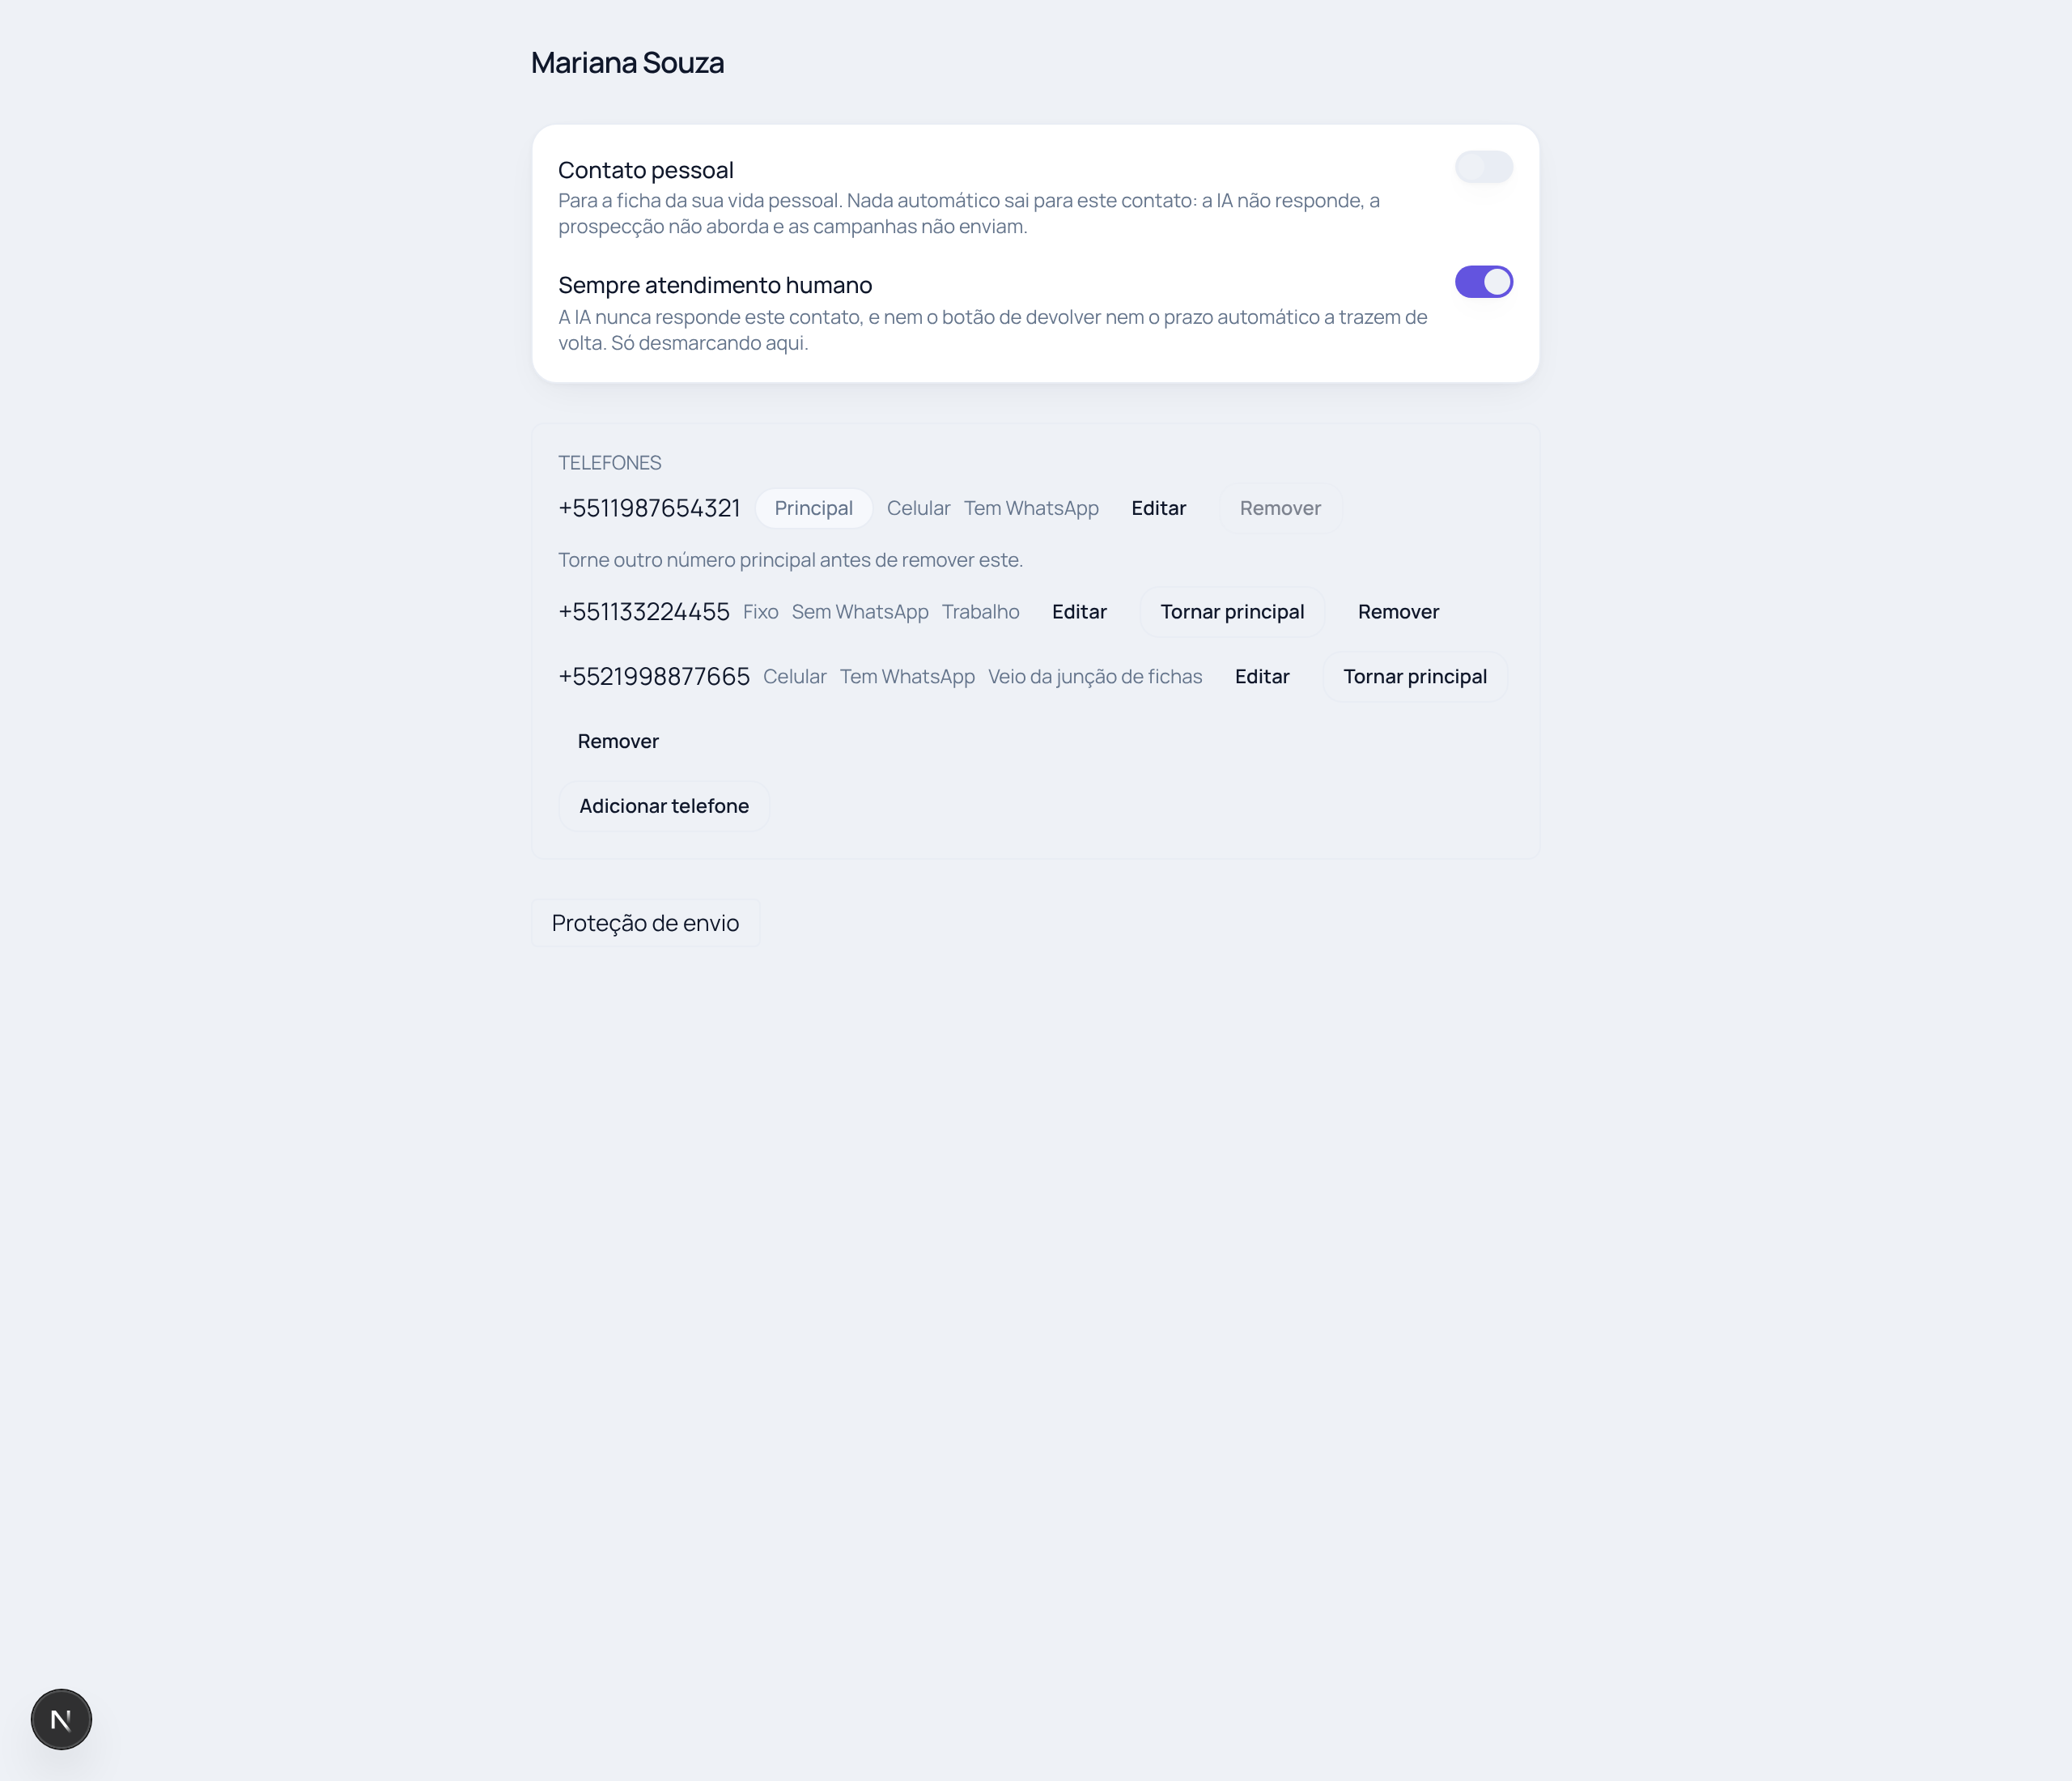 Mariana Souza
Contato pessoal
Para a ficha da sua vida pessoal. Nada automático sai para este contato: a IA não responde, a
prospecção não aborda e as campanhas não enviam.
Sempre atendimento humano
A IA nunca responde este contato, e nem o botão de devolver nem o prazo automático a trazem de
volta. Só desmarcando aqui.
TELEFONES
+5511987654321 Principal Celular Tem WhatsApp Editar Remover
Torne outro número principal antes de remover este.
+551133224455 Fixo Sem WhatsApp Trabalho Editar Tornar principal Remover
+5521998877665 Celular Tem WhatsApp Veio da junção de fichas Editar Tornar principal
Remover
Adicionar telefone
Proteção de envio
N